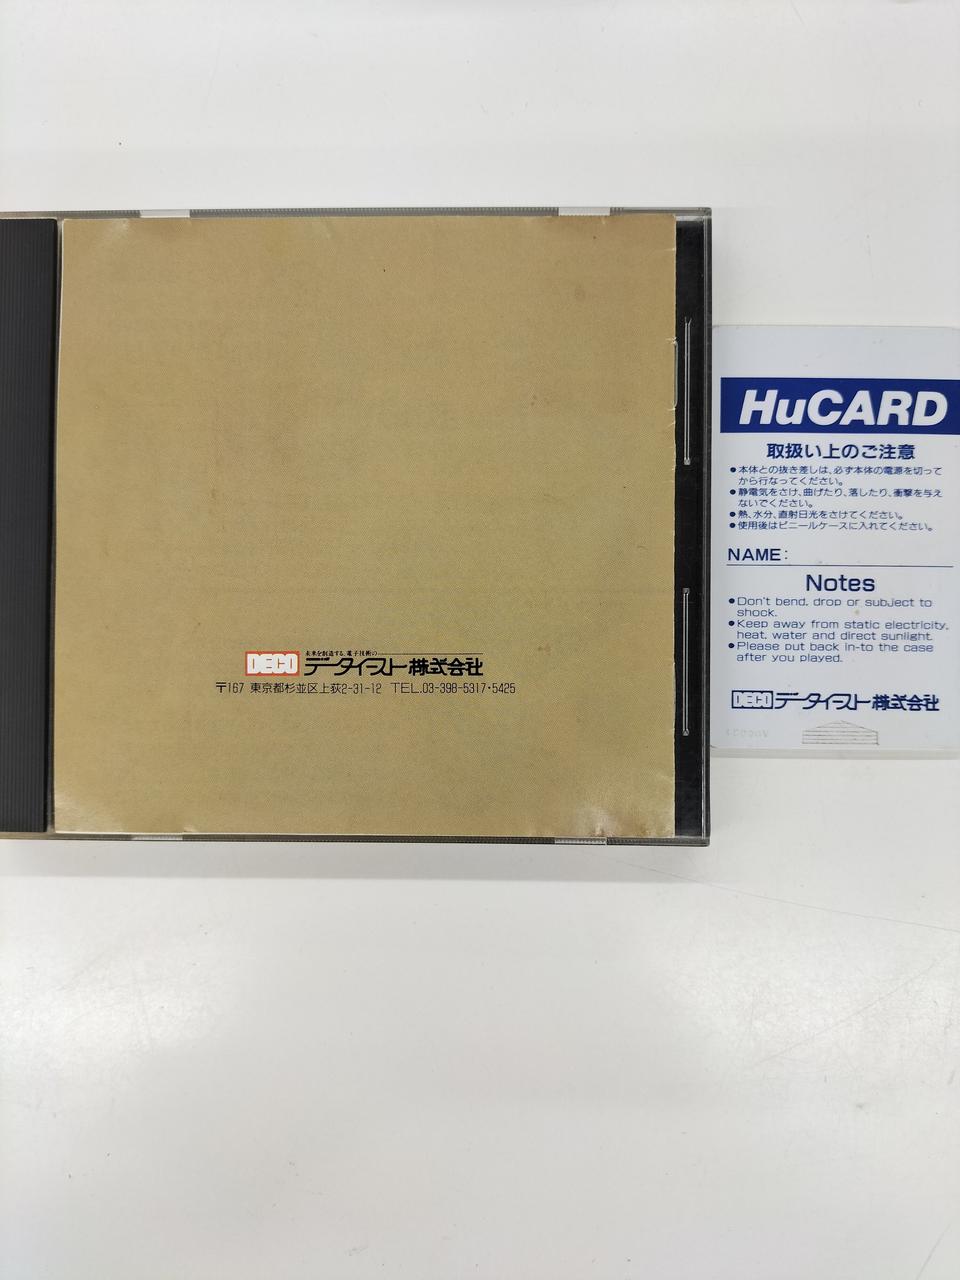 DECO 未来を創造する、電子技術の
データイースト株式会社
〒167 東京都杉並区上荻2-31-12 TEL.03-398-5317・5425
HuCARD
取扱い上のご注意
●本体との抜き差しは、必ず本体の電源を切って
から行なってください。
●静電気をさけ、曲げたり、落したり、衝撃を与え
ないでください。
●熱、水分、直射日光をさけてください。
●使用後はビニールケースに入れてください。
NAME:
Notes
●Don't bend, drop or subject to
shock.
●Keep away from static electricity,
heat, water and direct sunlight.
●Please put back in-to the case
after you played.
DECO データイースト株式会社